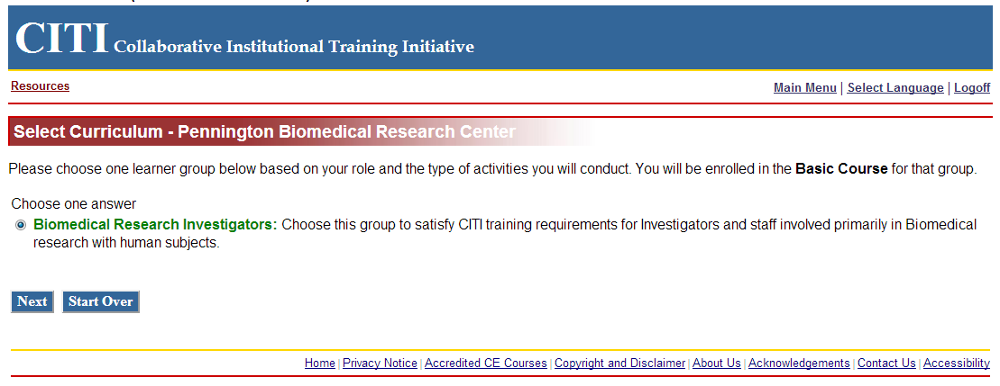 CITI Collaborative Institutional Training Initiative
Resources
Main Menu | Select Language | Logoff
Select Curriculum - Pennington Biomedical Research Center
Please choose one learner group below based on your role and the type of activities you will conduct. You will be enrolled in the Basic Course for that group.
Choose one answer
Biomedical Research Investigators: Choose this group to satisfy CITI training requirements for Investigators and staff involved primarily in Biomedical
research with human subjects.
Next Start Over
Home | Privacy Notice | Accredited CE Courses | Copyright and Disclaimer | About Us | Acknowledgements | Contact Us | Accessibility